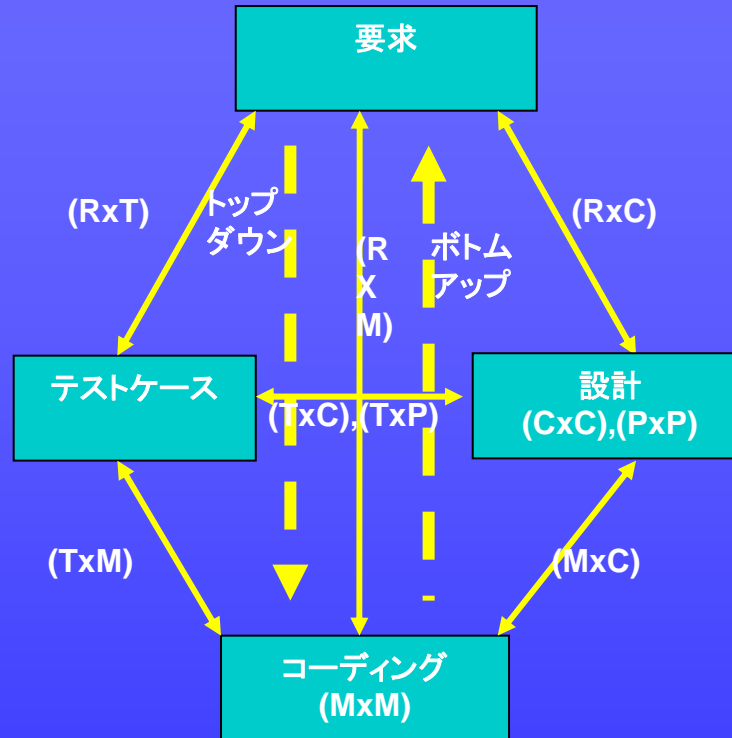 要求
(RxT)
トップ
ダウン
(R
X
M)
ボトム
アップ
(RxC)
テストケース
(TxC),(TxP)
設計
(CxC),(PxP)
(TxM)
(MxC)
コーディング
(MxM)